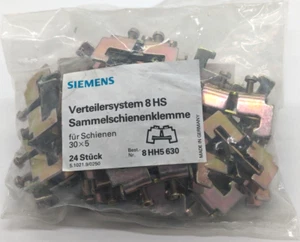 SIEMENS
Verteilersystem 8 HS
Sammelschienenklemme
für Schienen
30×5
24 Stück
Best.
Nr.
8 HH5 630
MADE IN GERMANY